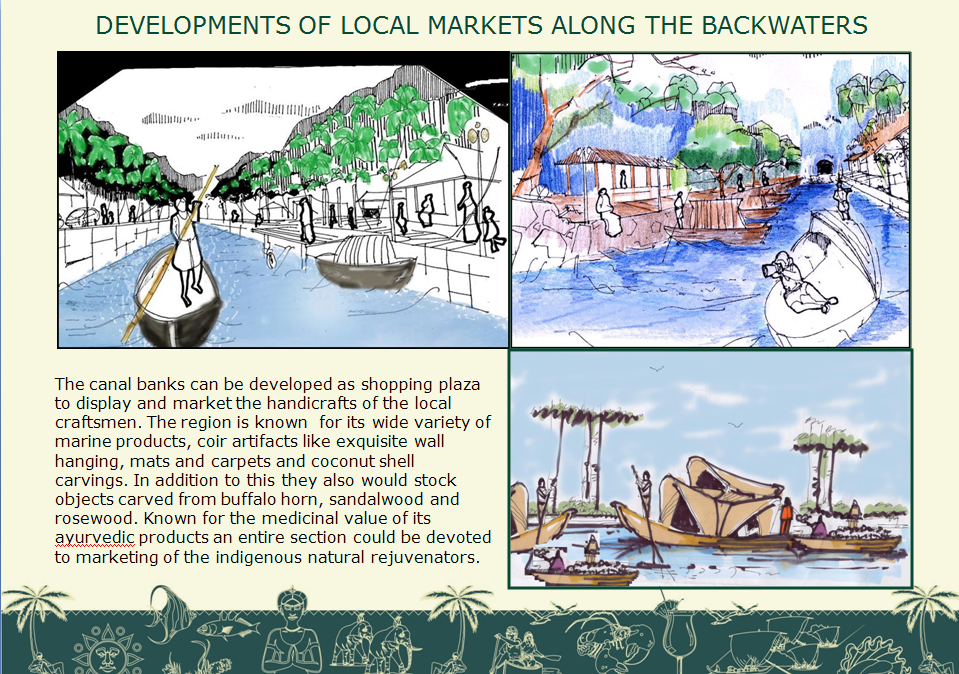 DEVELOPMENTS OF LOCAL MARKETS ALONG THE BACKWATERS
The canal banks can be developed as shopping plaza
to display and market the handicrafts of the local
craftsmen. The region is known  for its wide variety of
marine products, coir artifacts like exquisite wall
hanging, mats and carpets and coconut shell
carvings. In addition to this they also would stock
objects carved from buffalo horn, sandalwood and
rosewood. Known for the medicinal value of its
ayurvedic products an entire section could be devoted
to marketing of the indigenous natural rejuvenators.